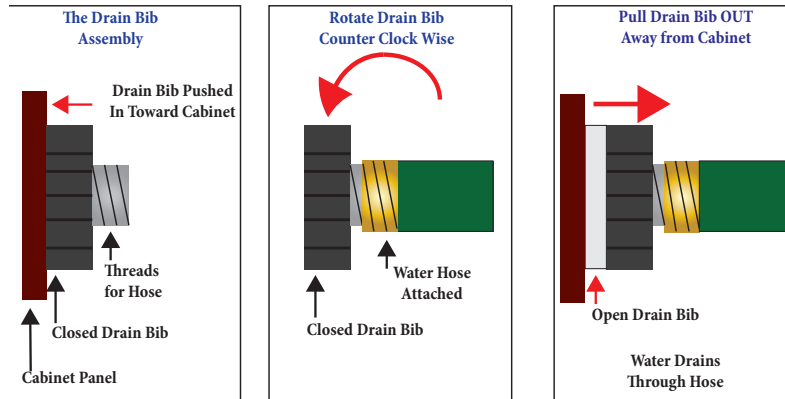 The Drain Bib
Assembly
Drain Bib Pushed
In Toward Cabinet
Threads
for Hose
Closed Drain Bib
Cabinet Panel
Rotate Drain Bib
Counter Clock Wise
Water Hose
Attached
Closed Drain Bib
Pull Drain Bib OUT
Away from Cabinet
Open Drain Bib
Water Drains
Through Hose